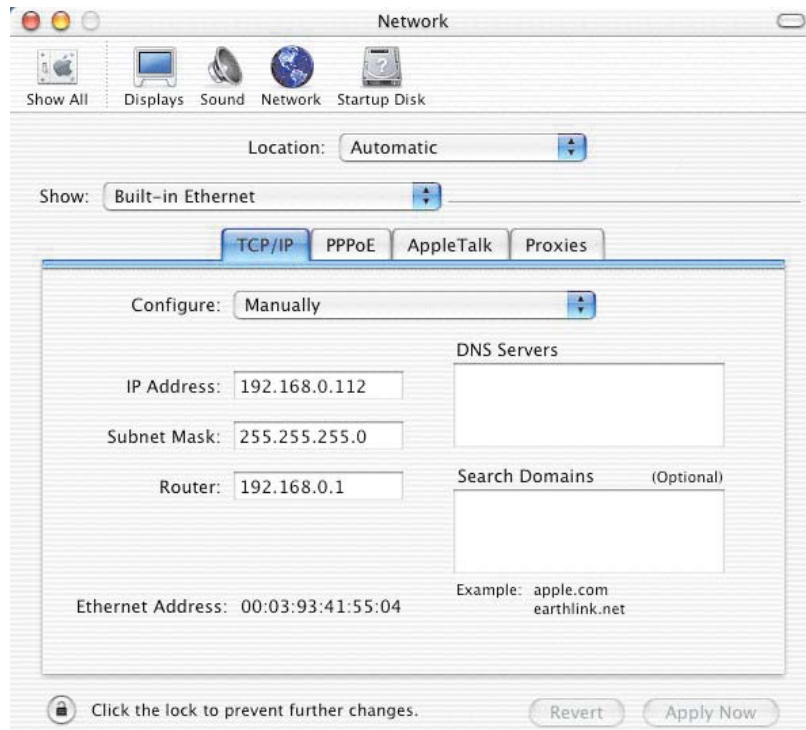 Network
Show All
Displays
Sound
Network
Startup Disk
Location: Automatic
Show: Built-in Ethernet
TCP/IP
PPPoE
AppleTalk
Proxies
Configure: Manually
DNS Servers
IP Address: 192.168.0.112
Subnet Mask: 255.255.255.0
Router: 192.168.0.1
Search Domains (Optional)
Example: apple.com
earthlink.net
Ethernet Address: 00:03:93:41:55:04
Click the lock to prevent further changes.
Revert
Apply Now